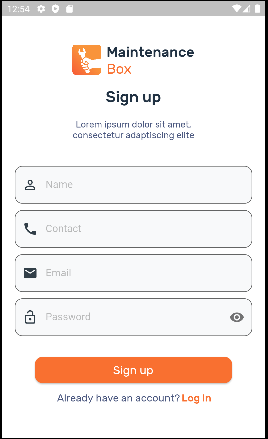 12:54
Maintenance
Box
Sign up
Lorem ipsum dolor sit amet,
consectetur adaptiscing elite
Name
Contact
Email
Password
Sign up
Already have an account? Log in